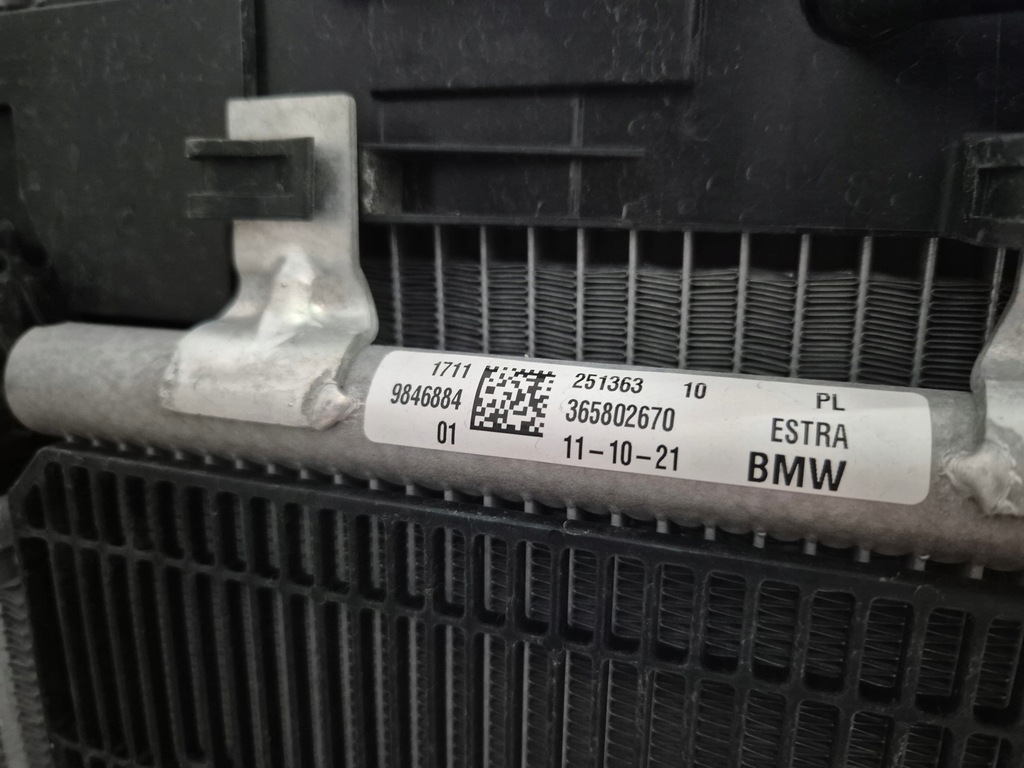 1711 251363 10 PL
9846884 365802670 ESTRA
01 11-10-21 BMW